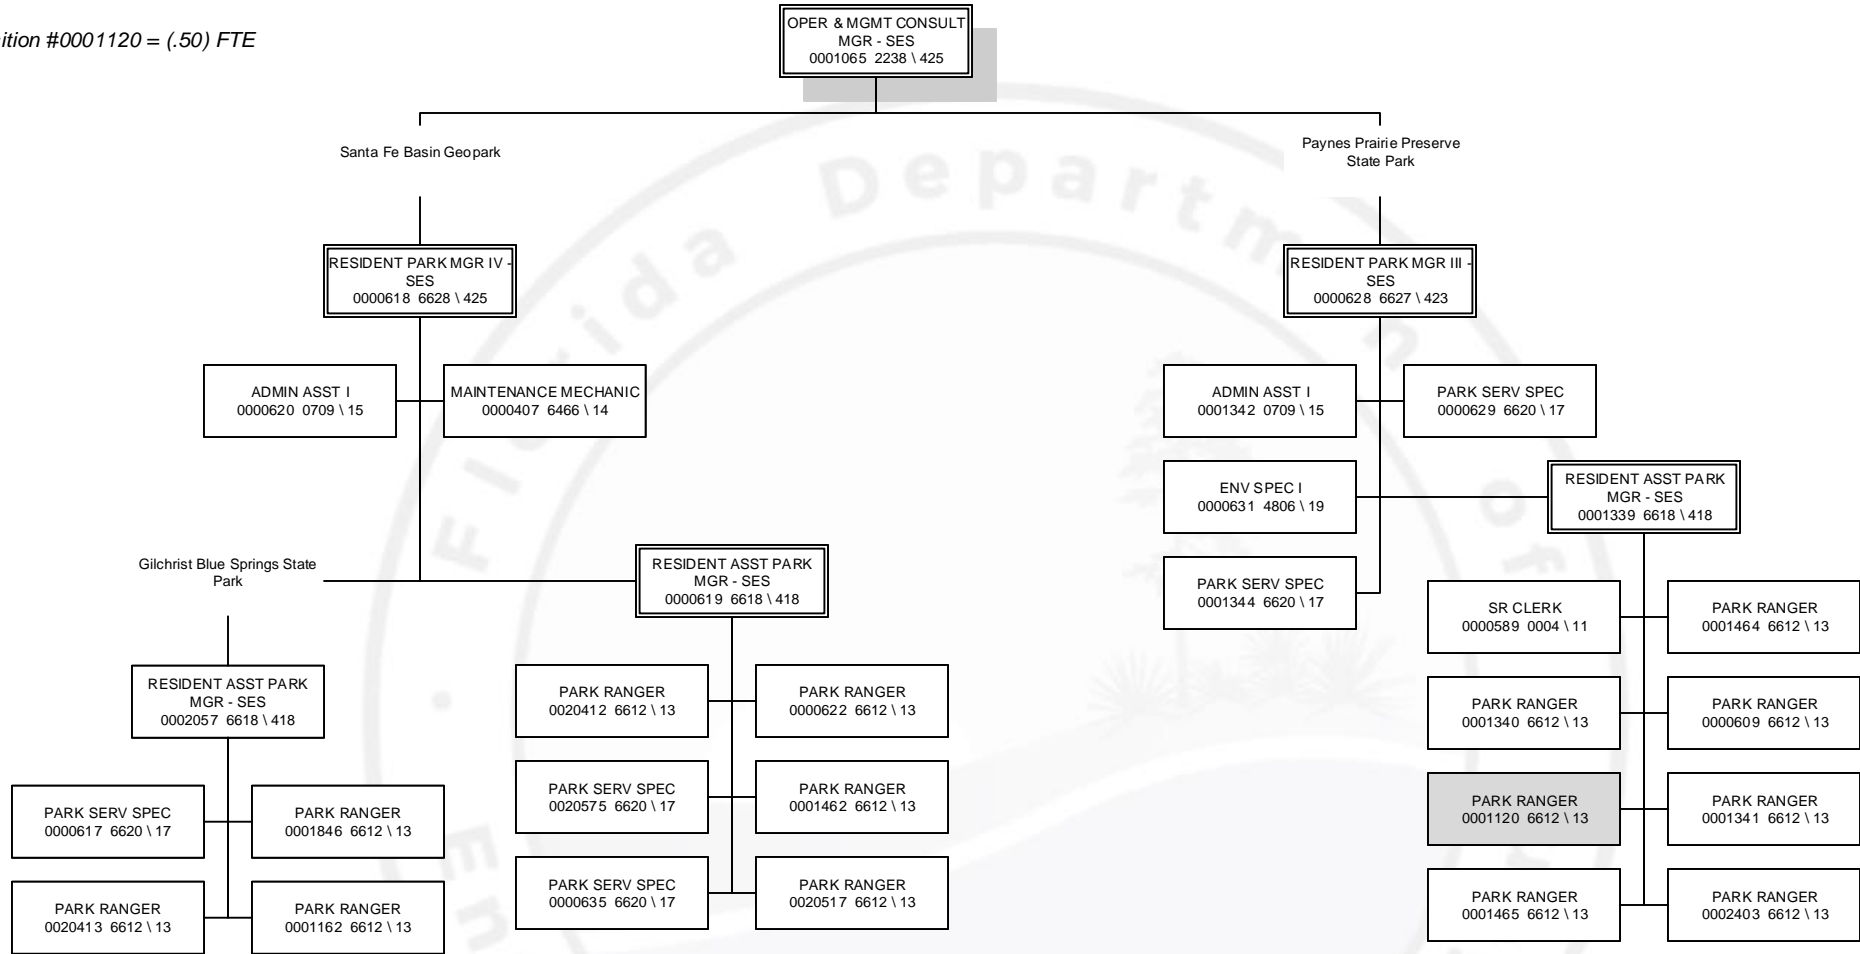 OPER & MGMT CONSULT
MGR - SES
0001065 2238 \ 425
#0001120 = (.50) FTE
Santa Fe Basin Geopark
Paynes Prairie Preserve
State Park
RESIDENT PARK MGR IV -
SES
0000618 6628 \ 425
RESIDENT PARK MGR III -
SES
0000628 6627 \ 423
ADMIN ASST I
0000620 0709 \ 15
MAINTENANCE MECHANIC
0000407 6466 \ 14
ADMIN ASST I
0001342 0709 \ 15
PARK SERV SPEC
0000629 6620 \ 17
ENV SPEC I
0000631 4806 \ 19
RESIDENT ASST PARK
MGR - SES
0001339 6618 \ 418
PARK SERV SPEC
0001344 6620 \ 17
Gilchrist Blue Springs State
Park
RESIDENT ASST PARK
MGR - SES
0000619 6618 \ 418
SR CLERK
0000589 0004 \ 11
PARK RANGER
0001464 6612 \ 13
RESIDENT ASST PARK
MGR - SES
0002057 6618 \ 418
PARK RANGER
0020412 6612 \ 13
PARK RANGER
0000622 6612 \ 13
PARK RANGER
0001340 6612 \ 13
PARK RANGER
0000609 6612 \ 13
PARK SERV SPEC
0000617 6620 \ 17
PARK RANGER
0001846 6612 \ 13
PARK SERV SPEC
0020575 6620 \ 17
PARK RANGER
0001462 6612 \ 13
PARK RANGER
0001120 6612 \ 13
PARK RANGER
0001341 6612 \ 13
PARK RANGER
0020413 6612 \ 13
PARK RANGER
0001162 6612 \ 13
PARK SERV SPEC
0000635 6620 \ 17
PARK RANGER
0020517 6612 \ 13
PARK RANGER
0001465 6612 \ 13
PARK RANGER
0002403 6612 \ 13
Florida Department of